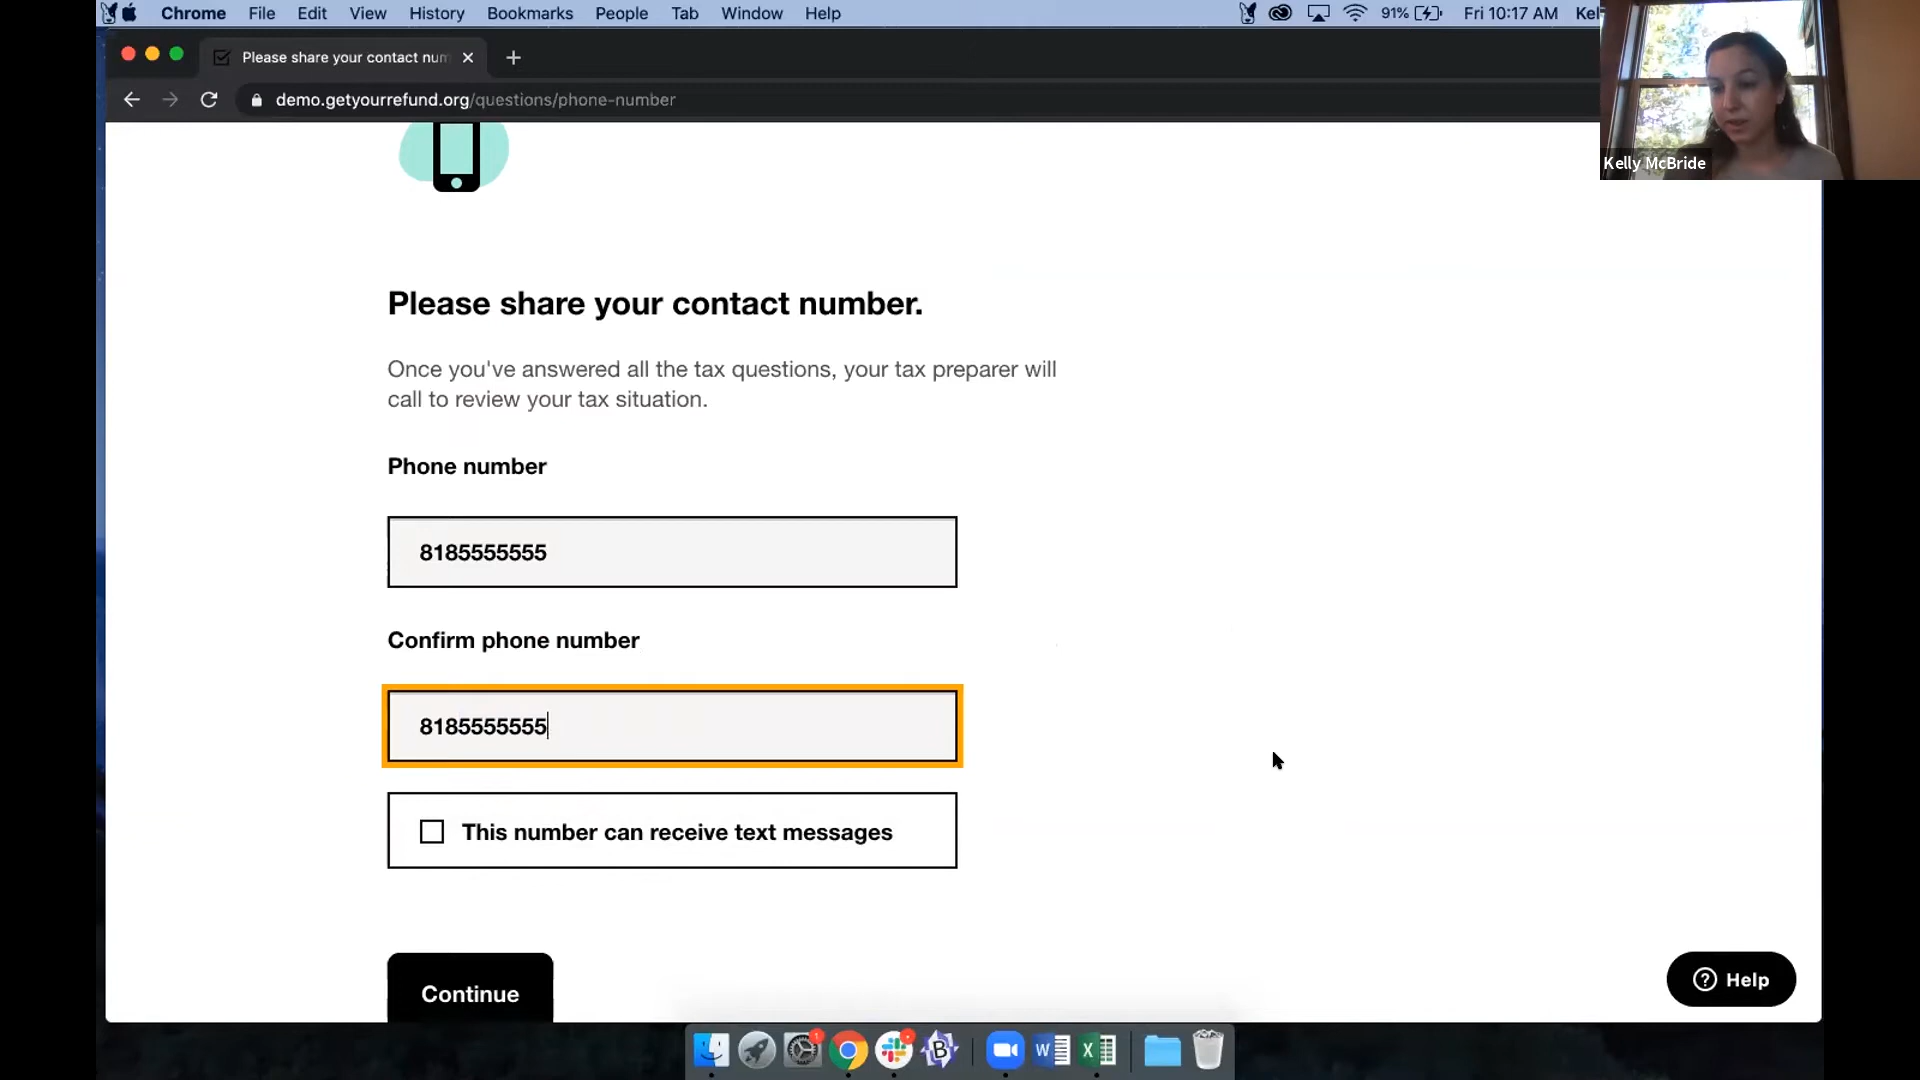 Chrome File Edit View History Bookmarks People Tab Window Help 91% Fri 10:17 AM Kel
Please share your contact num
demo.getyourrefund.org/questions/phone-number
Kelly McBride
Please share your contact number.
Once you've answered all the tax questions, your tax preparer will
call to review your tax situation.
Phone number
8185555555
Confirm phone number
8185555555
This number can receive text messages
Continue
? Help
1
B W X